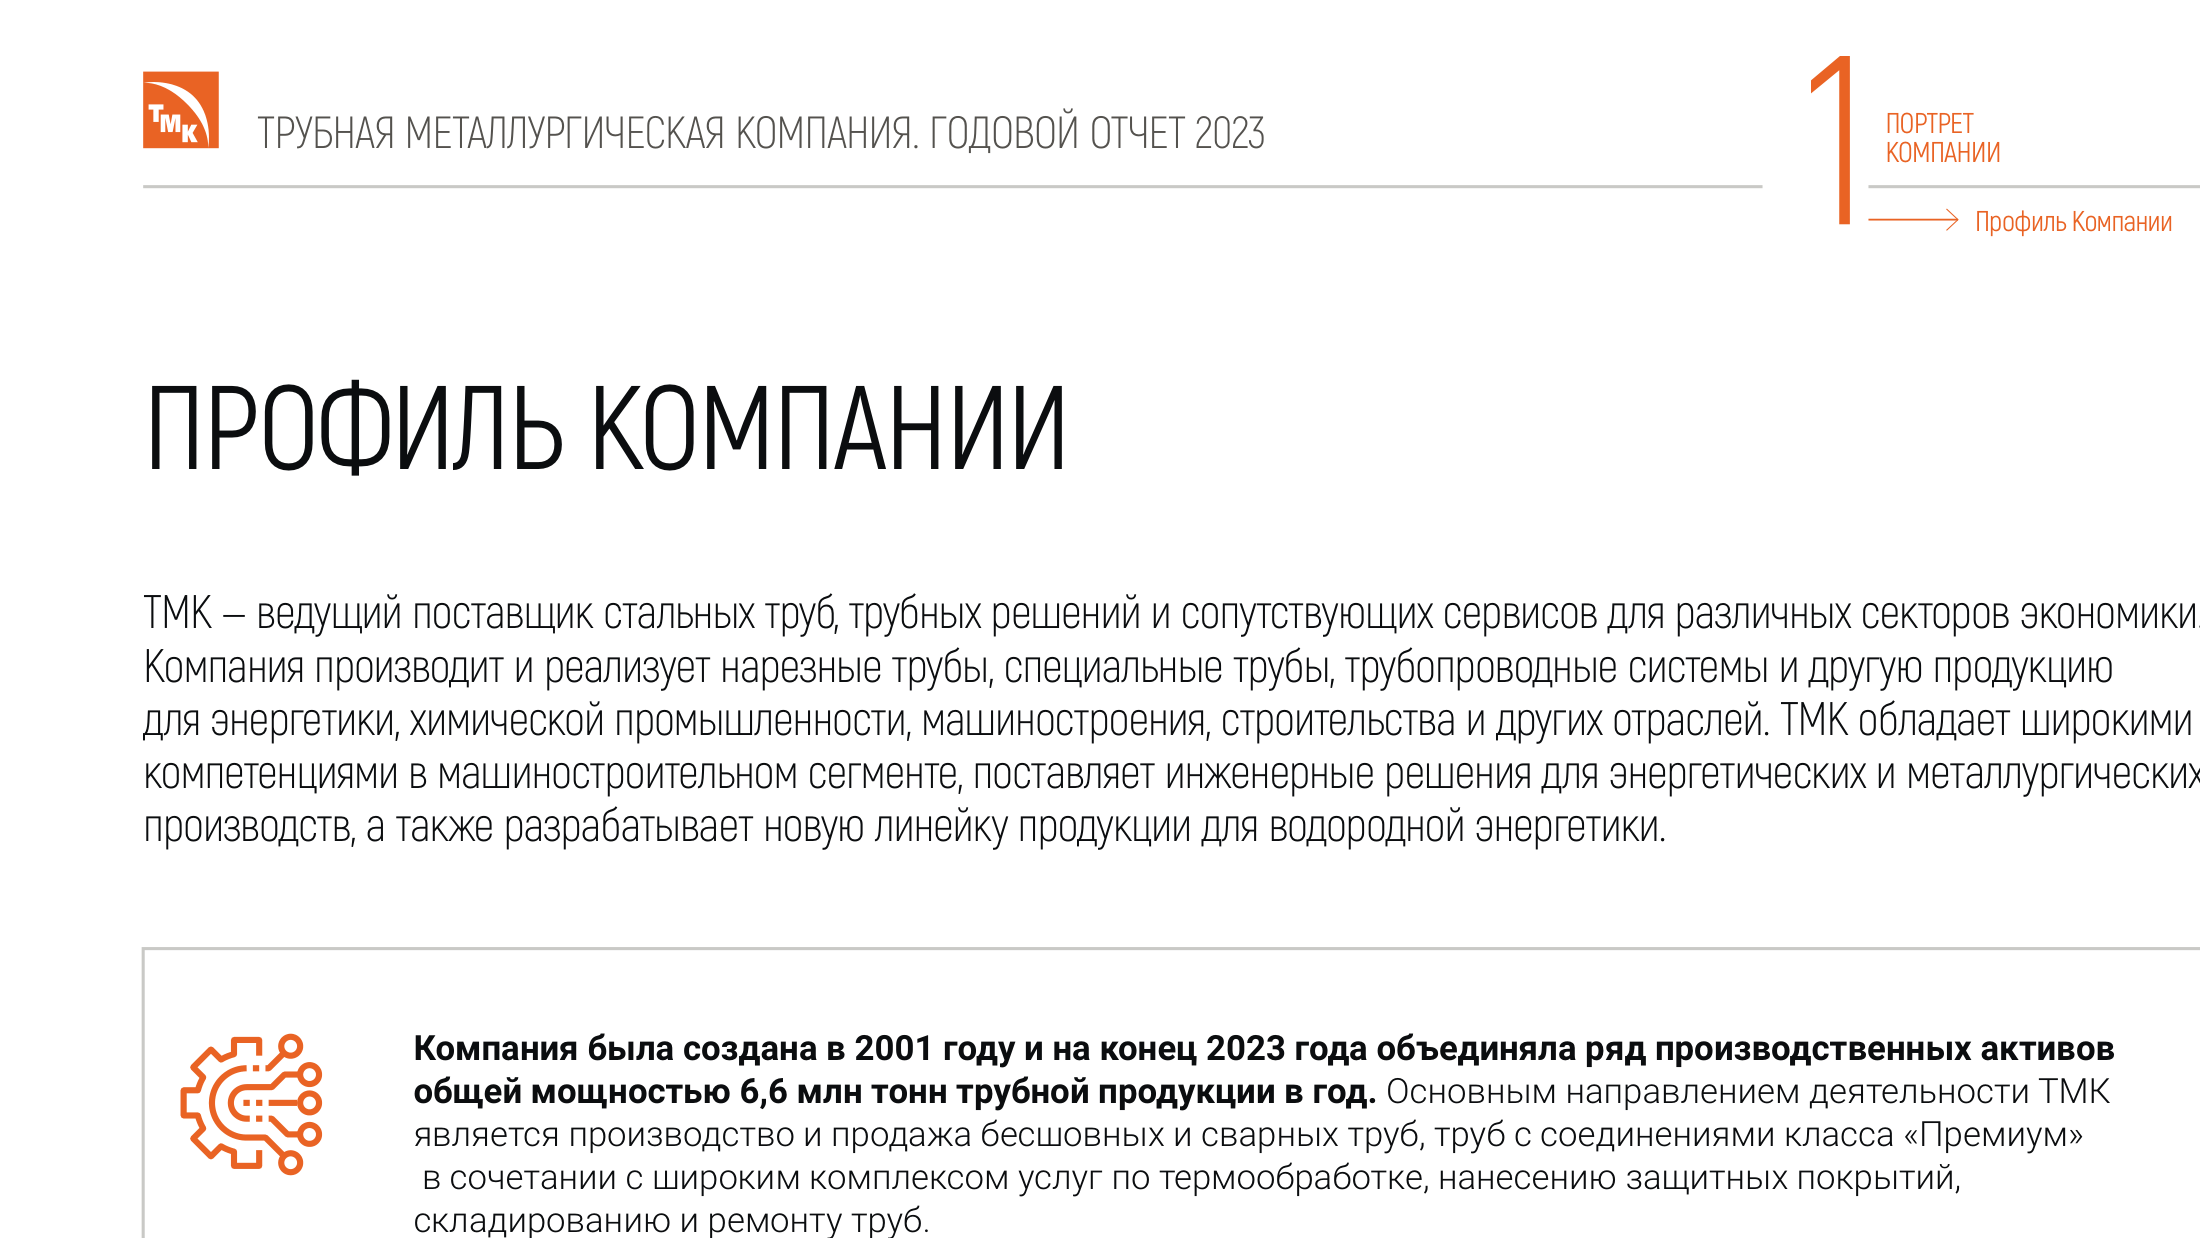 ТМК
ТРУБНАЯ МЕТАЛЛУРГИЧЕСКАЯ КОМПАНИЯ. ГОДОВОЙ ОТЧЕТ 2023
1
ПОРТРЕТ
КОМПАНИИ
Профиль Компании
ПРОФИЛЬ КОМПАНИИ
ТМК – ведущий поставщик стальных труб, трубных решений и сопутствующих сервисов для различных секторов экономики.
Компания производит и реализует нарезные трубы, специальные трубы, трубопроводные системы и другую продукцию
для энергетики, химической промышленности, машиностроения, строительства и других отраслей. ТМК обладает широкими
компетенциями в машиностроительном сегменте, поставляет инженерные решения для энергетических и металлургических
производств, а также разрабатывает новую линейку продукции для водородной энергетики.
Компания была создана в 2001 году и на конец 2023 года объединяла ряд производственных активов
общей мощностью 6,6 млн тонн трубной продукции в год. Основным направлением деятельности ТМК
является производство и продажа бесшовных и сварных труб, труб с соединениями класса «Премиум»
в сочетании с широким комплексом услуг по термообработке, нанесению защитных покрытий,
складированию и ремонту труб.